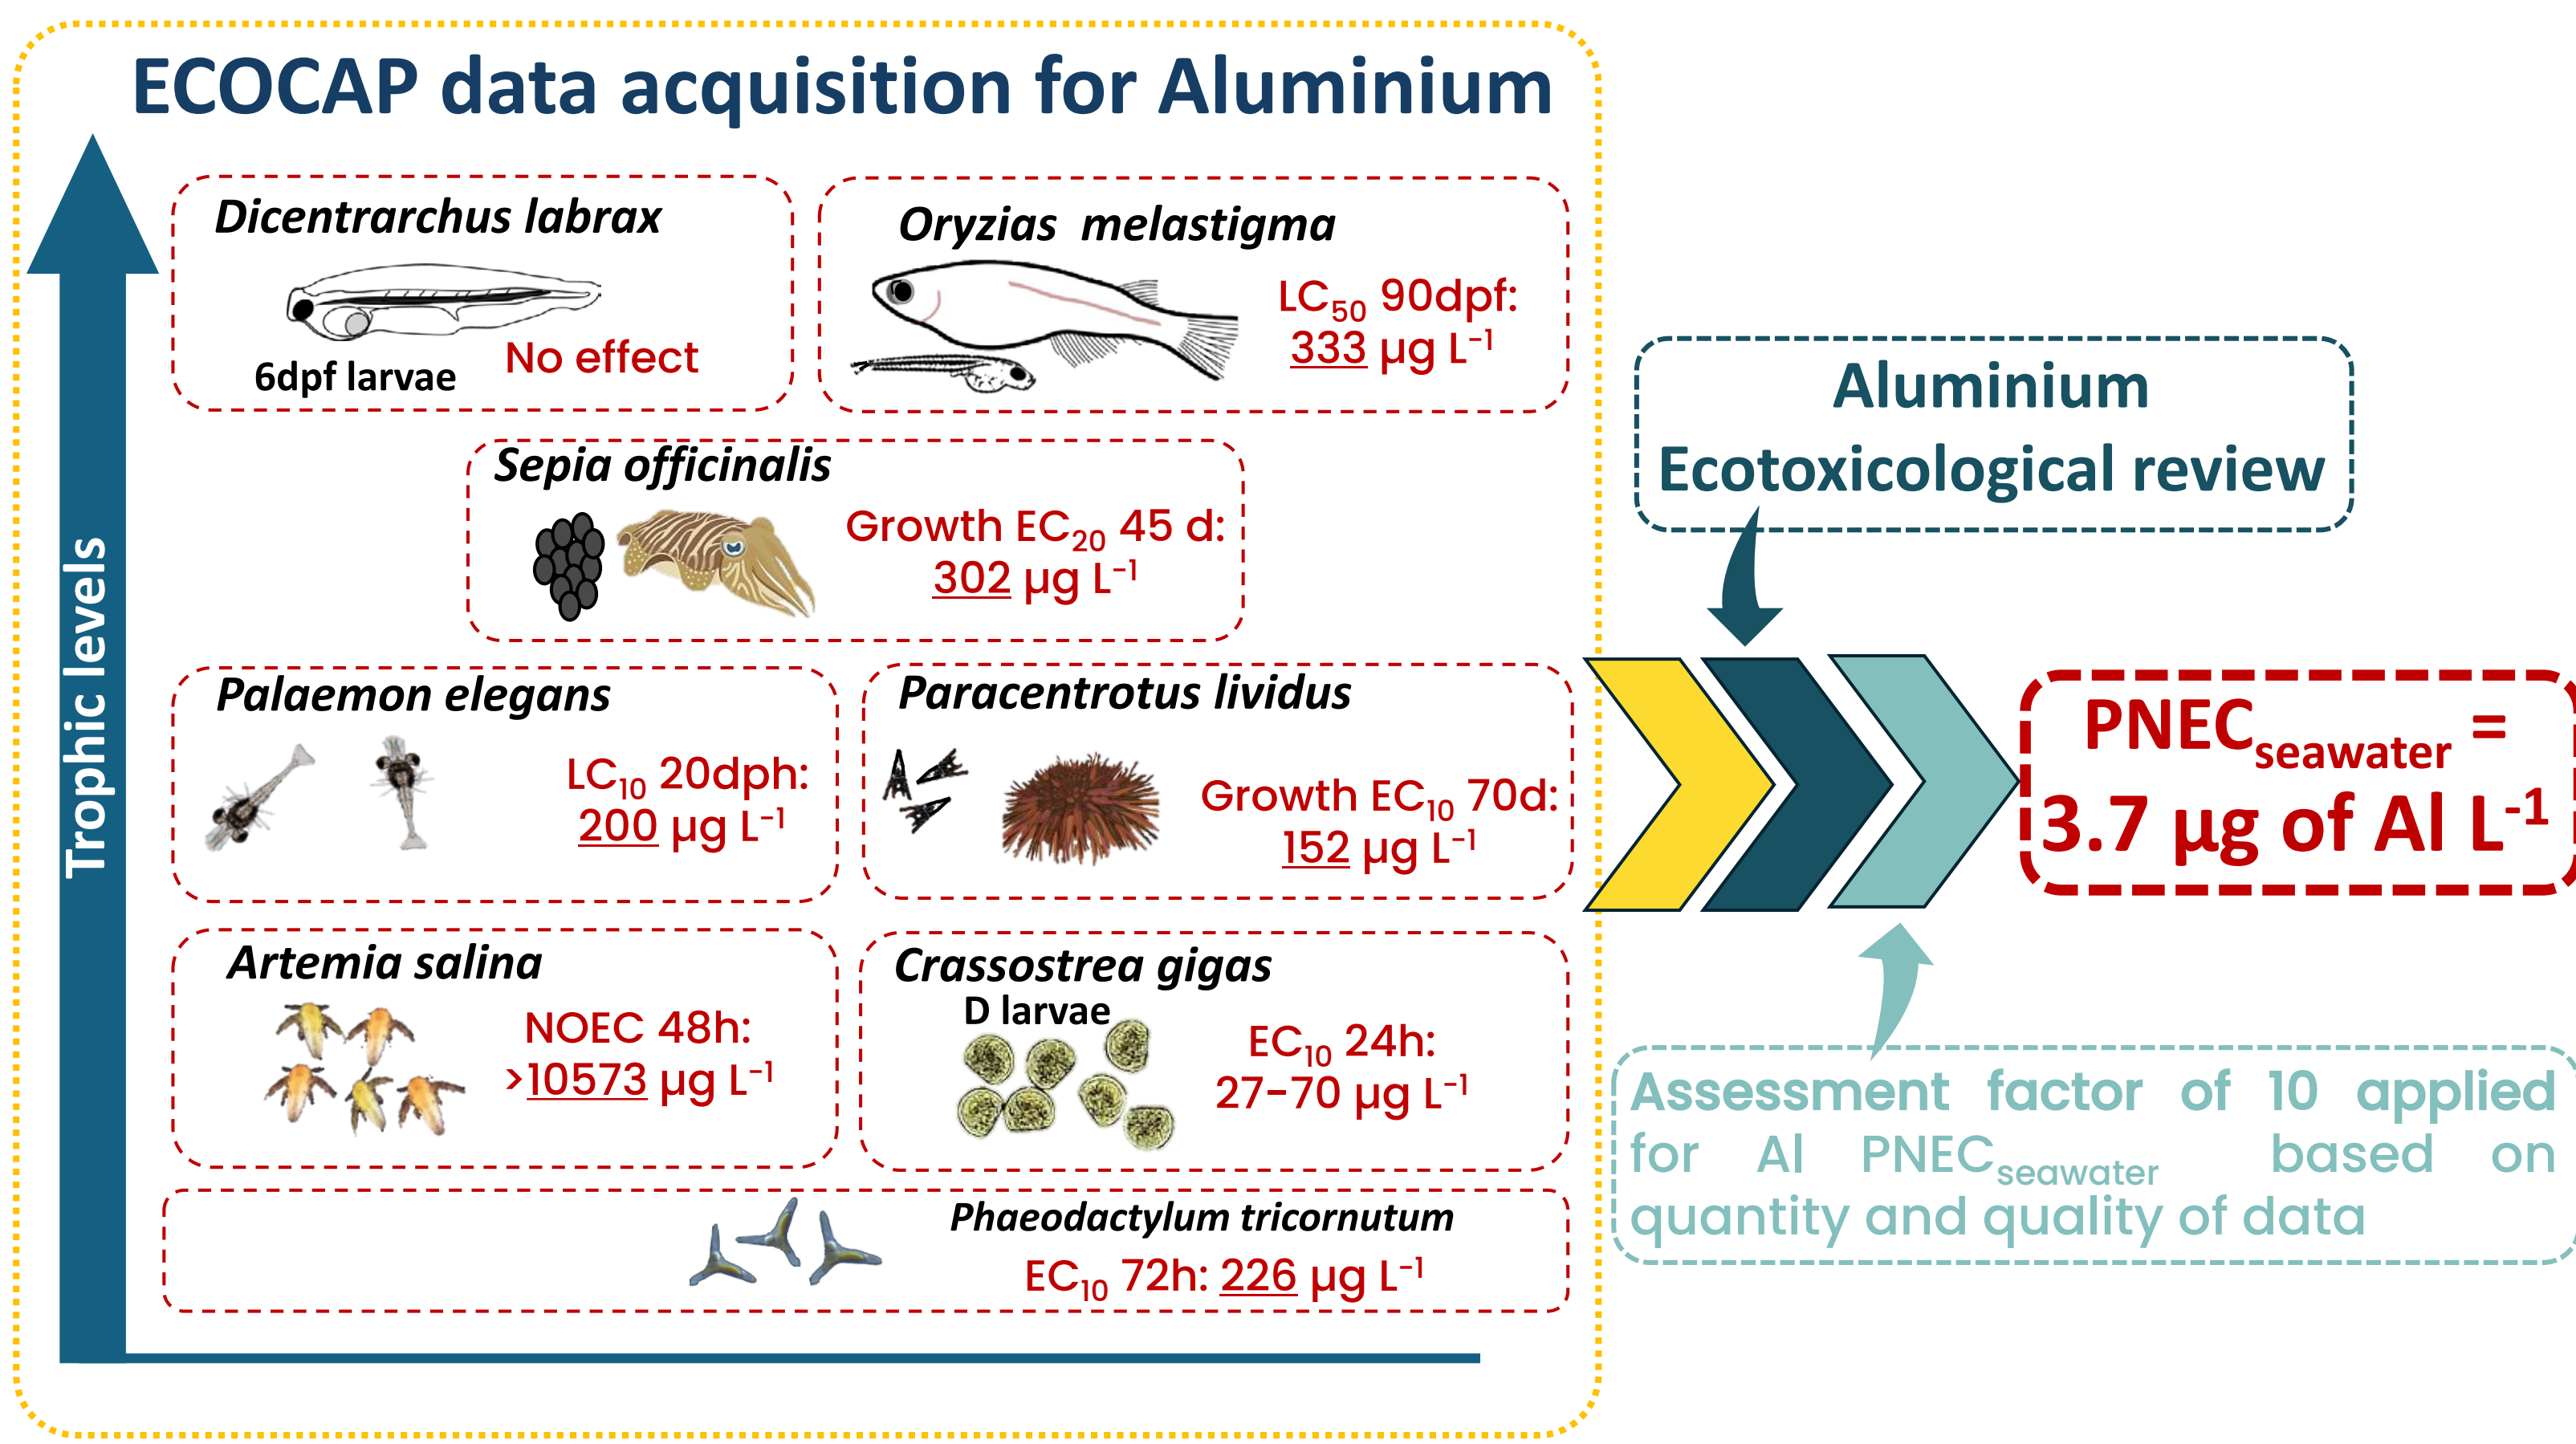 ECOCAP data acquisition for Aluminium
Trophic levels
Dicentrarchus labrax
6dpf larvae
No effect
Oryzias melastigma
LC₅₀ 90dpf:
333 µg L⁻¹
Sepia officinalis
Growth EC₂₀ 45 d:
302 µg L⁻¹
Palaemon elegans
LC₁₀ 20dph:
200 µg L⁻¹
Paracentrotus lividus
Growth EC₁₀ 70d:
152 µg L⁻¹
Artemia salina
NOEC 48h:
>10573 µg L⁻¹
Crassostrea gigas
D larvae
EC₁₀ 24h:
27–70 µg L⁻¹
Phaeodactylum tricornutum
EC₁₀ 72h: 226 µg L⁻¹
Aluminium
Ecotoxicological review
PNECseawater =
3.7 µg of Al L⁻¹
Assessment factor of 10 applied
for Al PNECseawater based on
quantity and quality of data